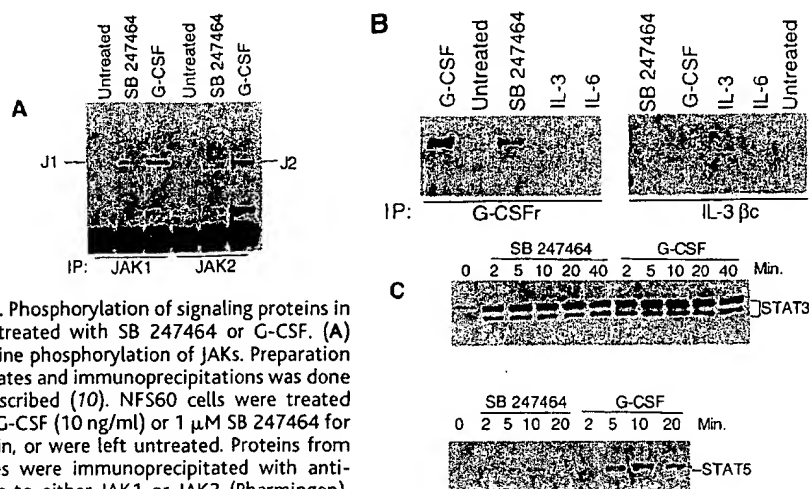 A
Untreated
SB 247464
G-CSF
Untreated
SB 247464
G-CSF
J1
J2
IP: JAK1 JAK2
B
G-CSF
Untreated
SB 247464
IL-3
IL-6
SB 247464
G-CSF
IL-3
IL-6
Untreated
IP: G-CSFr IL-3 βc
. Phosphorylation of signaling proteins in
treated with SB 247464 or G-CSF. (A)
ine phosphorylation of JAKs. Preparation
ates and immunoprecipitations was done
scribed (10). NFS60 cells were treated
G-CSF (10 ng/ml) or 1 μM SB 247464 for
in, or were left untreated. Proteins from
es were immunoprecipitated with anti-
C
SB 247464 G-CSF
0 2 5 10 20 40 2 5 10 20 40 Min.
STAT3
SB 247464 G-CSF
0 2 5 10 20 2 5 10 20 Min.
STAT5